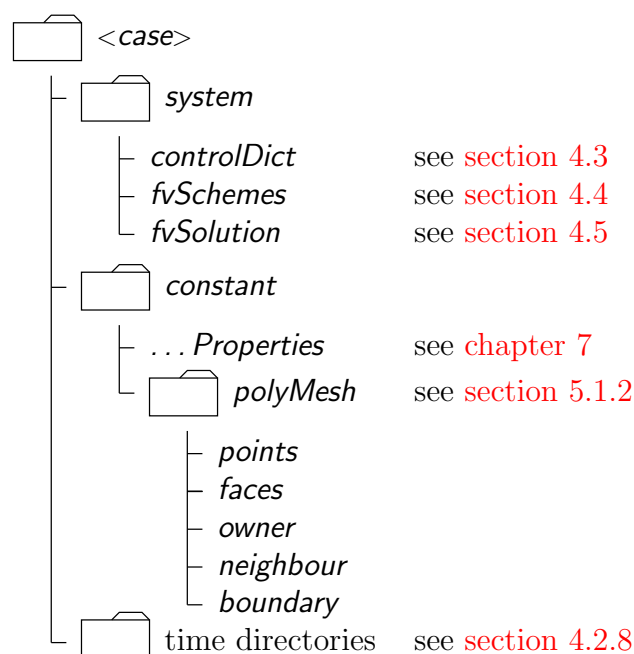 <case>
system
controlDict see section 4.3
fvSchemes see section 4.4
fvSolution see section 4.5
constant
...Properties see chapter 7
polyMesh see section 5.1.2
points
faces
owner
neighbour
boundary
time directories see section 4.2.8